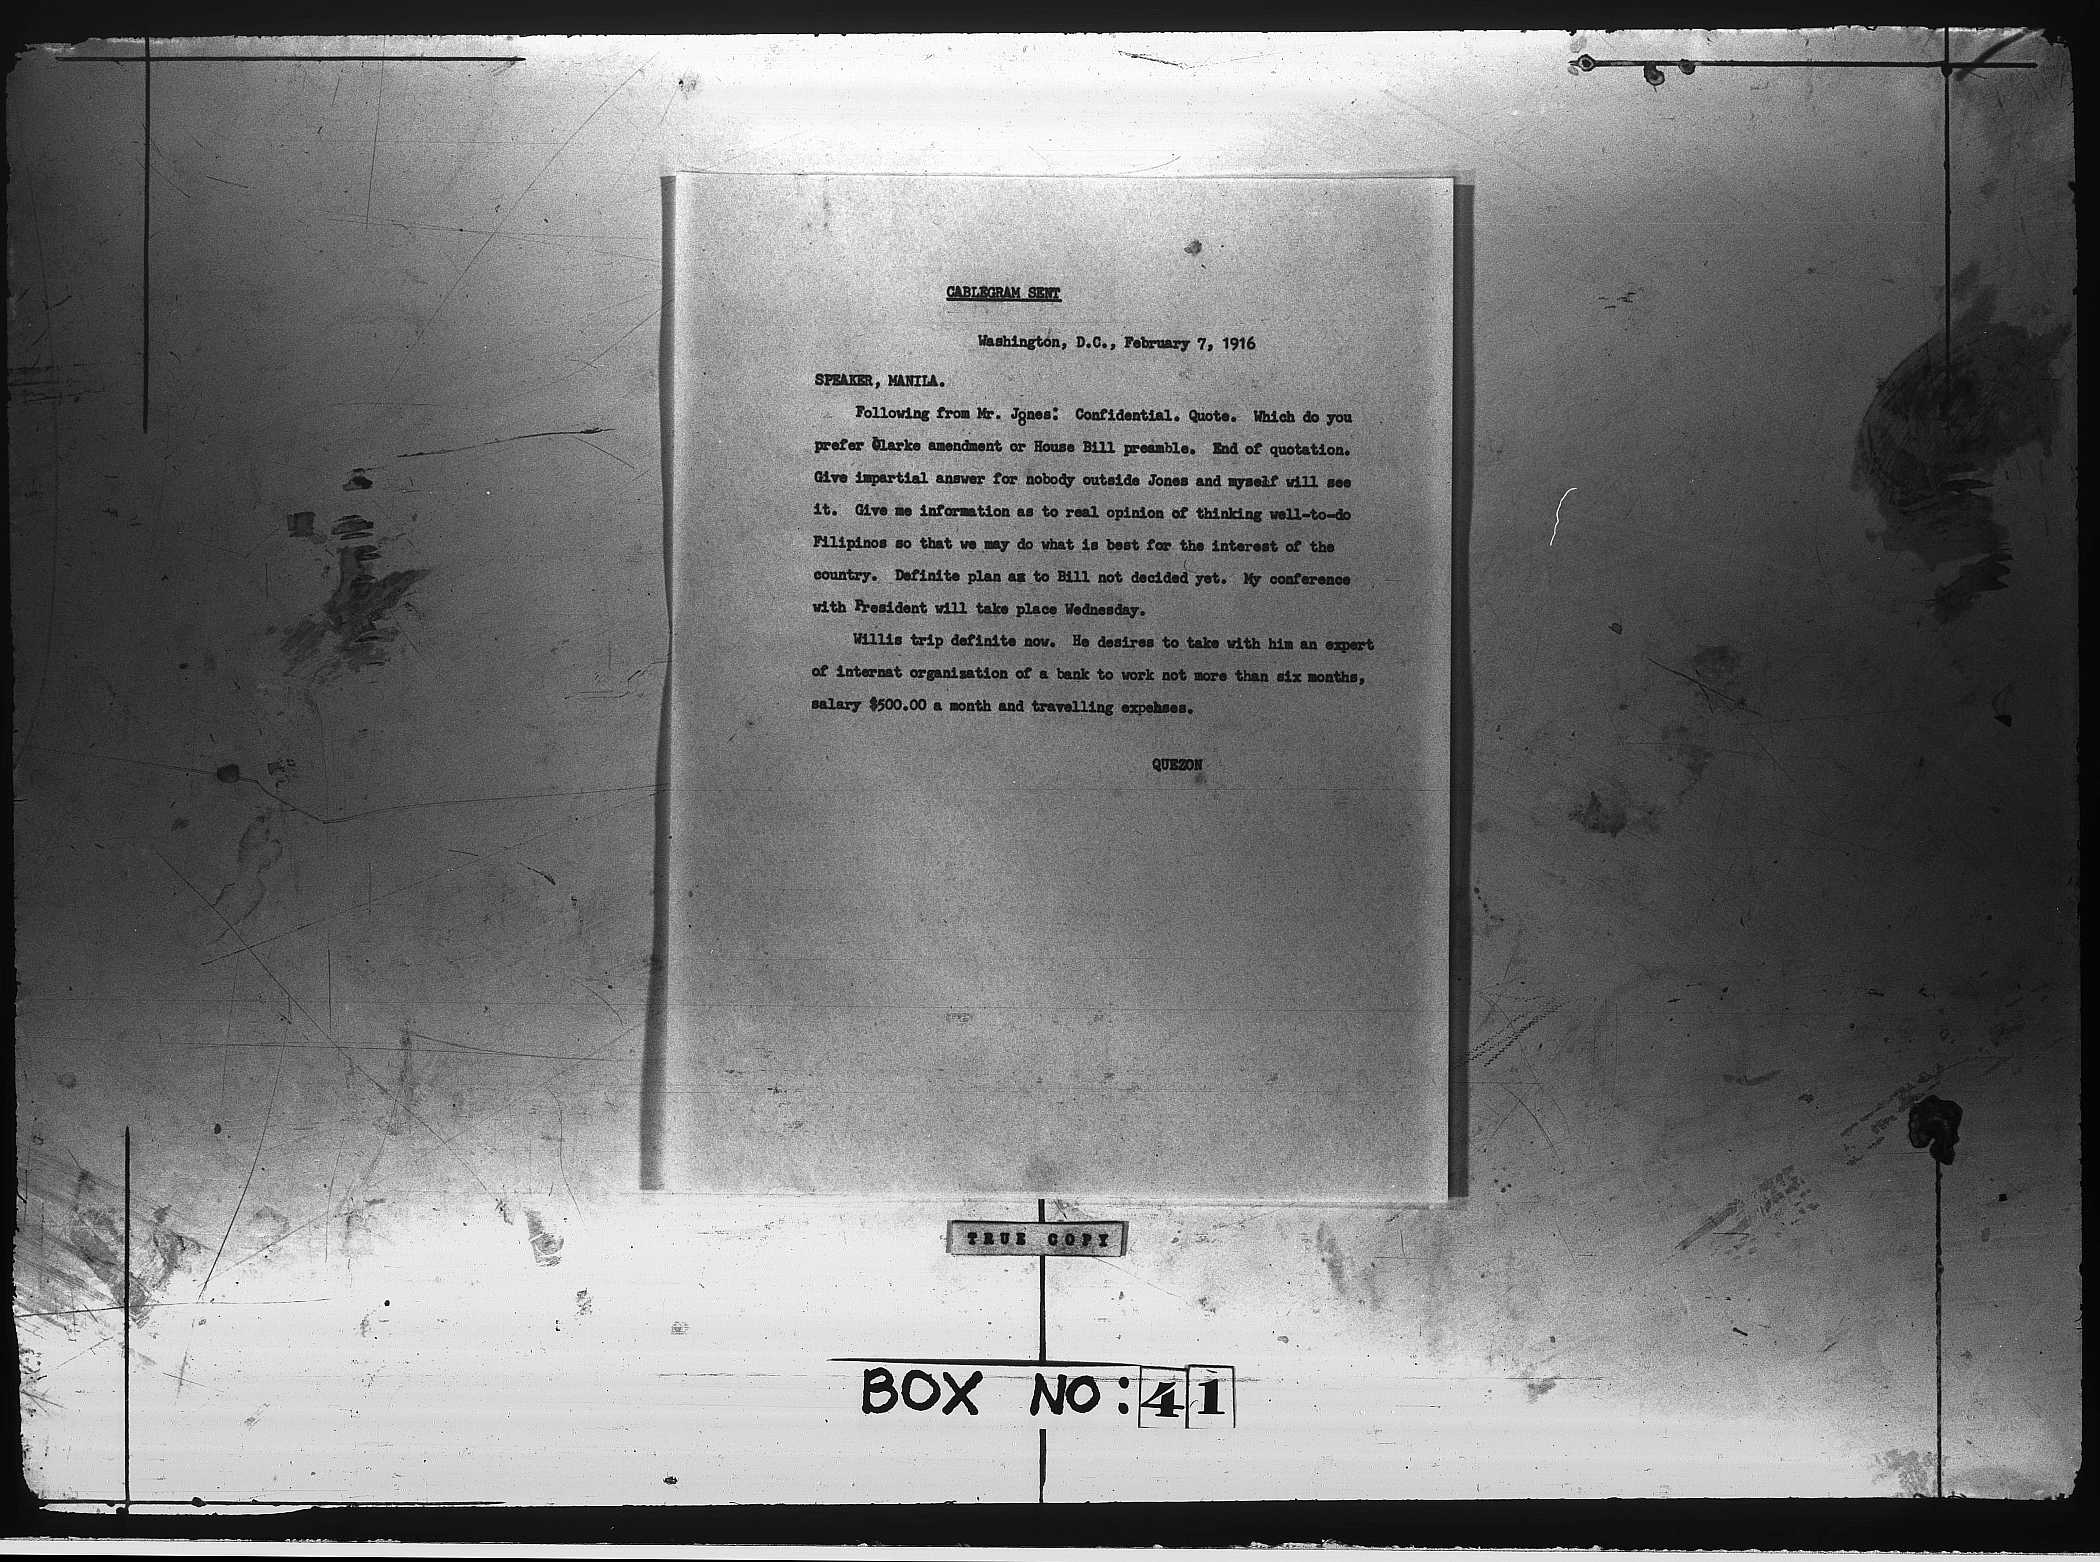 CABLEGRAM SENT
Washington, D.C., February 7, 1916
SPEAKER, MANILA.
Following from Mr. Jones: Confidential. Quote. Which do you
prefer Clarke amendment or House Bill preamble. End of quotation.
Give impartial answer for nobody outside Jones and myself will see
it. Give me information as to real opinion of thinking well-to-do
Filipinos so that we may do what is best for the interest of the
country. Definite plan as to Bill not decided yet. My conference
with President will take place Wednesday.
Willis trip definite now. He desires to take with him an expert
of internat organization of a bank to work not more than six months,
salary $500.00 a month and travelling expenses.
QUEZON
TRUE COPY
BOX NO: 41